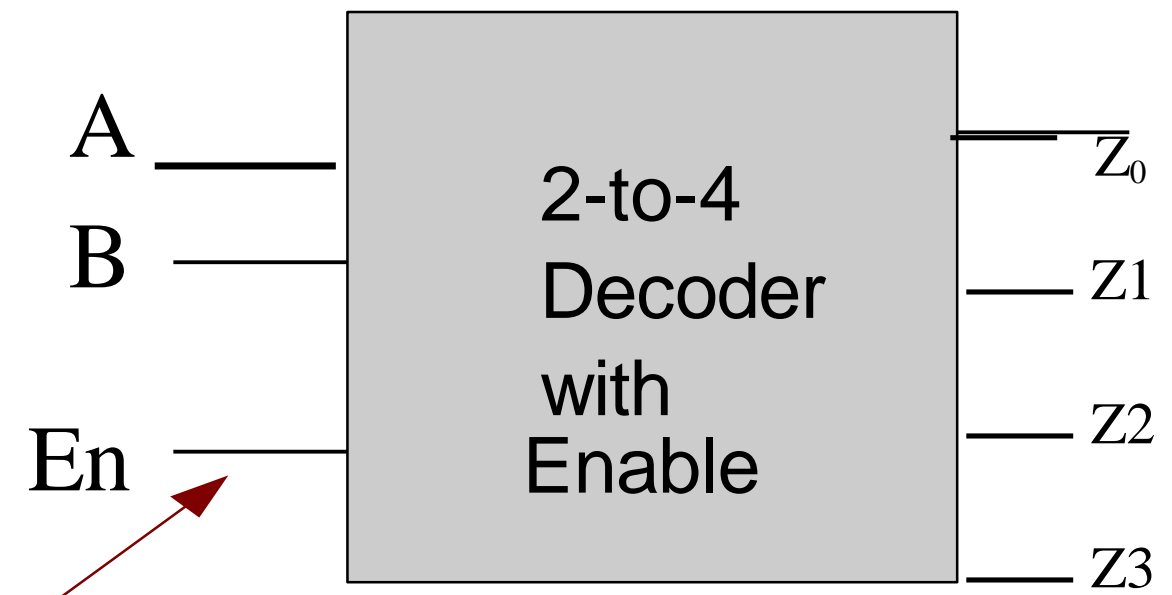 A
B
En
2-to-4
Decoder
with
Enable
Z₀
Z1
Z2
Z3